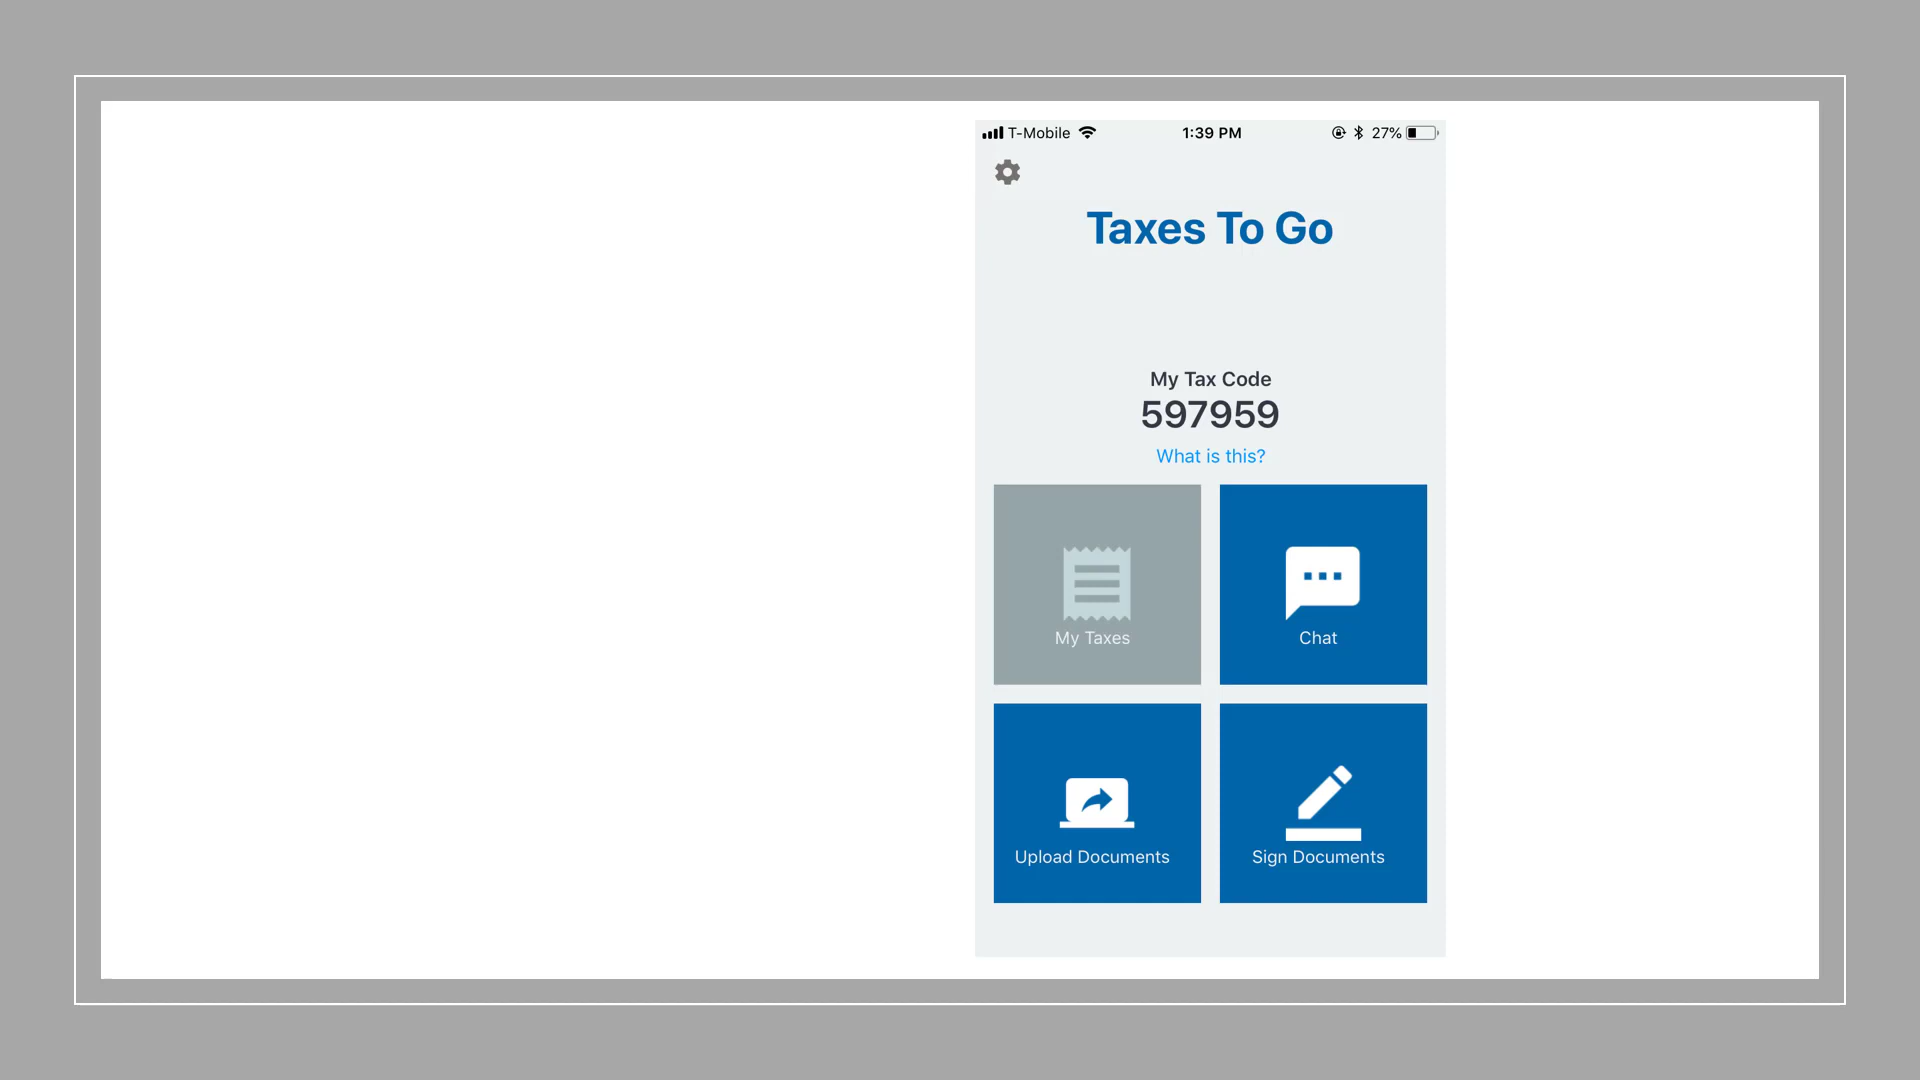 T-Mobile 1:39 PM 27%
Taxes To Go
My Tax Code
597959
What is this?
My Taxes
Chat
Upload Documents
Sign Documents